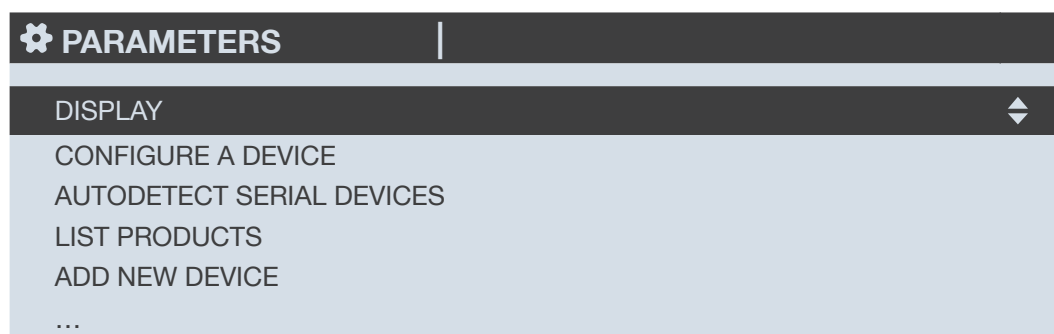 PARAMETERS
DISPLAY
CONFIGURE A DEVICE
AUTODETECT SERIAL DEVICES
LIST PRODUCTS
ADD NEW DEVICE
...